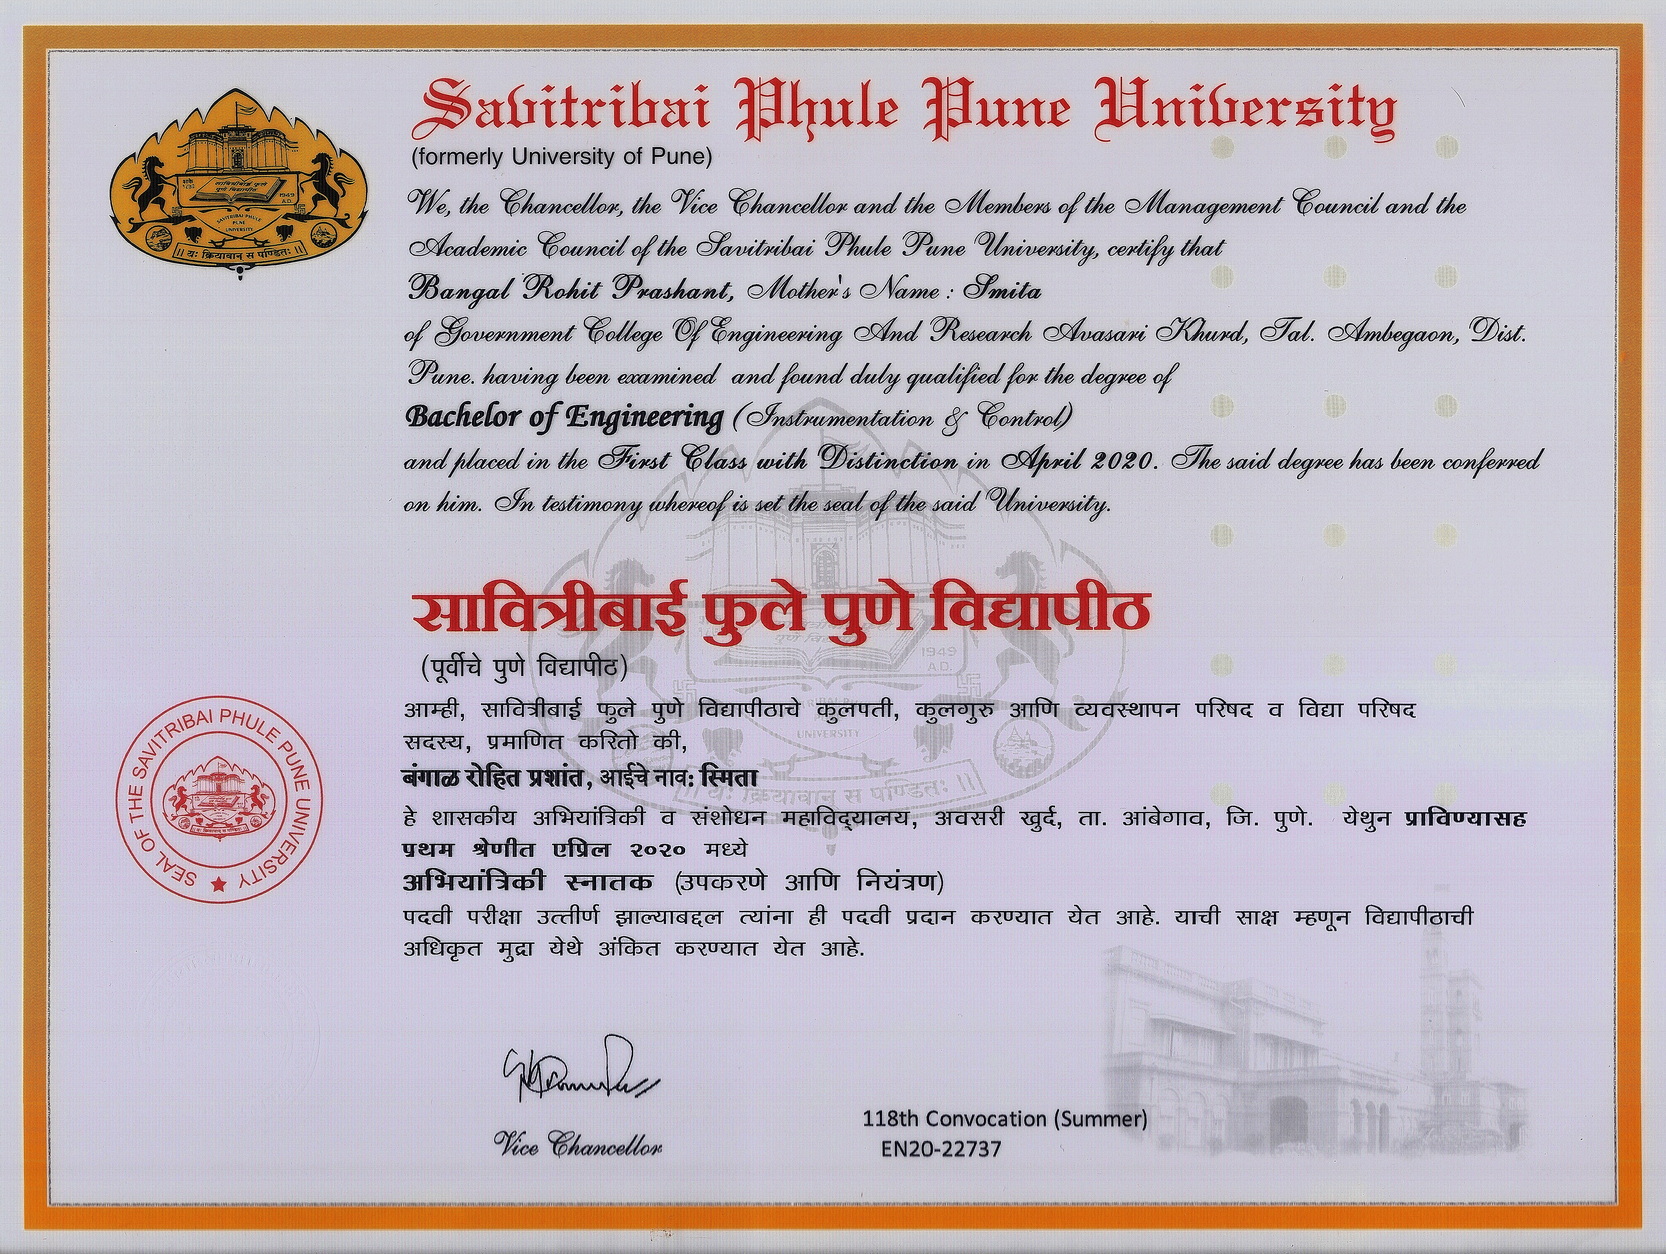 Savitribai Phule Pune University
(formerly University of Pune)
We, the Chancellor, the Vice Chancellor and the Members of the Management Council and the
Academic Council of the Savitribai Phule Pune University, certify that
Bangal Rohit Prashant, Mother's Name : Smita
of Government College Of Engineering And Research Avasari Khurd, Tal. Ambegaon, Dist.
Pune. having been examined and found duly qualified for the degree of
Bachelor of Engineering (Instrumentation & Control)
and placed in the First Class with Distinction in April 2020. The said degree has been conferred
on him. In testimony whereof is set the seal of the said University.
सावित्रीबाई फुले पुणे विद्यापीठ
(पूर्वीचे पुणे विद्यापीठ)
आम्ही, सावित्रीबाई फुले पुणे विद्यापीठाचे कुलपती, कुलगुरु आणि व्यवस्थापन परिषद व विद्या परिषद
सदस्य, प्रमाणित करितो की,
बंगाळ रोहित प्रशांत, आईचे नाव: स्मिता
हे शासकीय अभियांत्रिकी व संशोधन महाविद्यालय, अवसरी खुर्द, ता. आंबेगाव, जि. पुणे. येथुन प्राविण्यासह
प्रथम श्रेणीत एप्रिल २०२० मध्ये
अभियांत्रिकी स्नातक (उपकरणे आणि नियंत्रण)
पदवी परीक्षा उत्तीर्ण झाल्याबद्दल त्यांना ही पदवी प्रदान करण्यात येत आहे. याची साक्ष म्हणून विद्यापीठाची
अधिकृत मुद्रा येथे अंकित करण्यात येत आहे.
SEAL OF THE SAVITRIBAI PHULE PUNE UNIVERSITY
Vice Chancellor
118th Convocation (Summer)
EN20-22737
सावित्रीबाई फुले
पुणे विद्यापीठ
1949
A.D.
SAVITRIBAI PHULE
PUNE
UNIVERSITY
|| यः क्रियावान् स पण्डितः ||
1949
A.D.
UNIVERSITY
|| यः क्रियावान् स पण्डितः ||